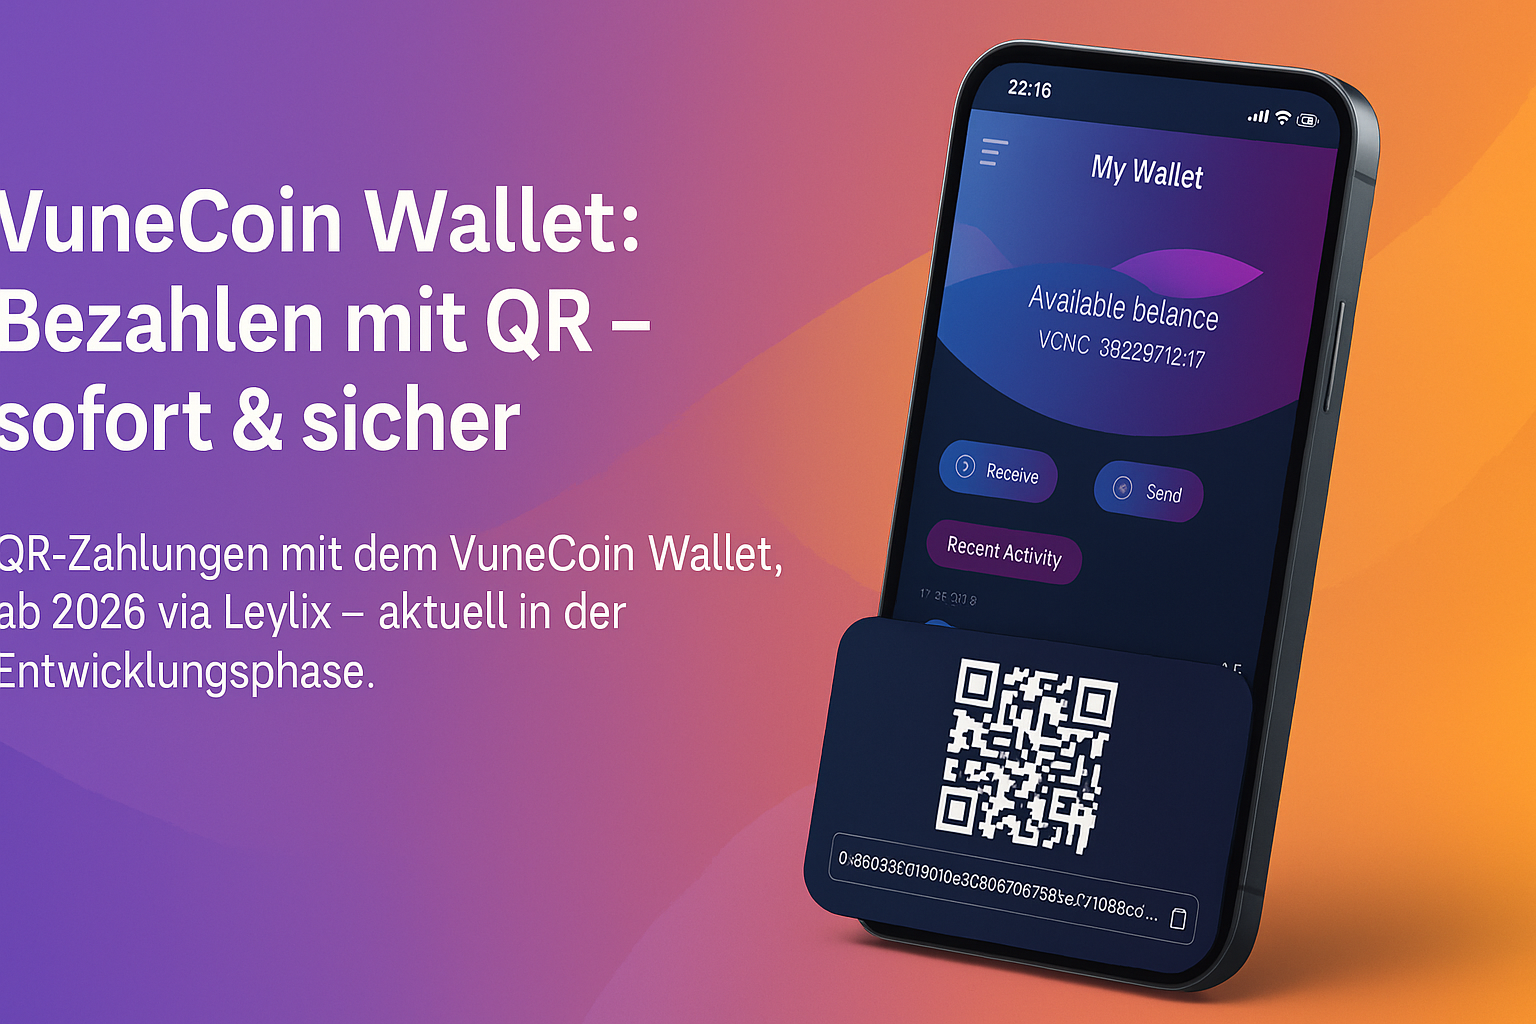 VuneCoin Wallet:
Bezahlen mit QR –
sofort & sicher
QR-Zahlungen mit dem VuneCoin Wallet,
ab 2026 via Leylix – aktuell in der
Entwicklungsphase.
22:16
My Wallet
Available belance
VCNC 38229712:17
Receive
Send
Recent Activity